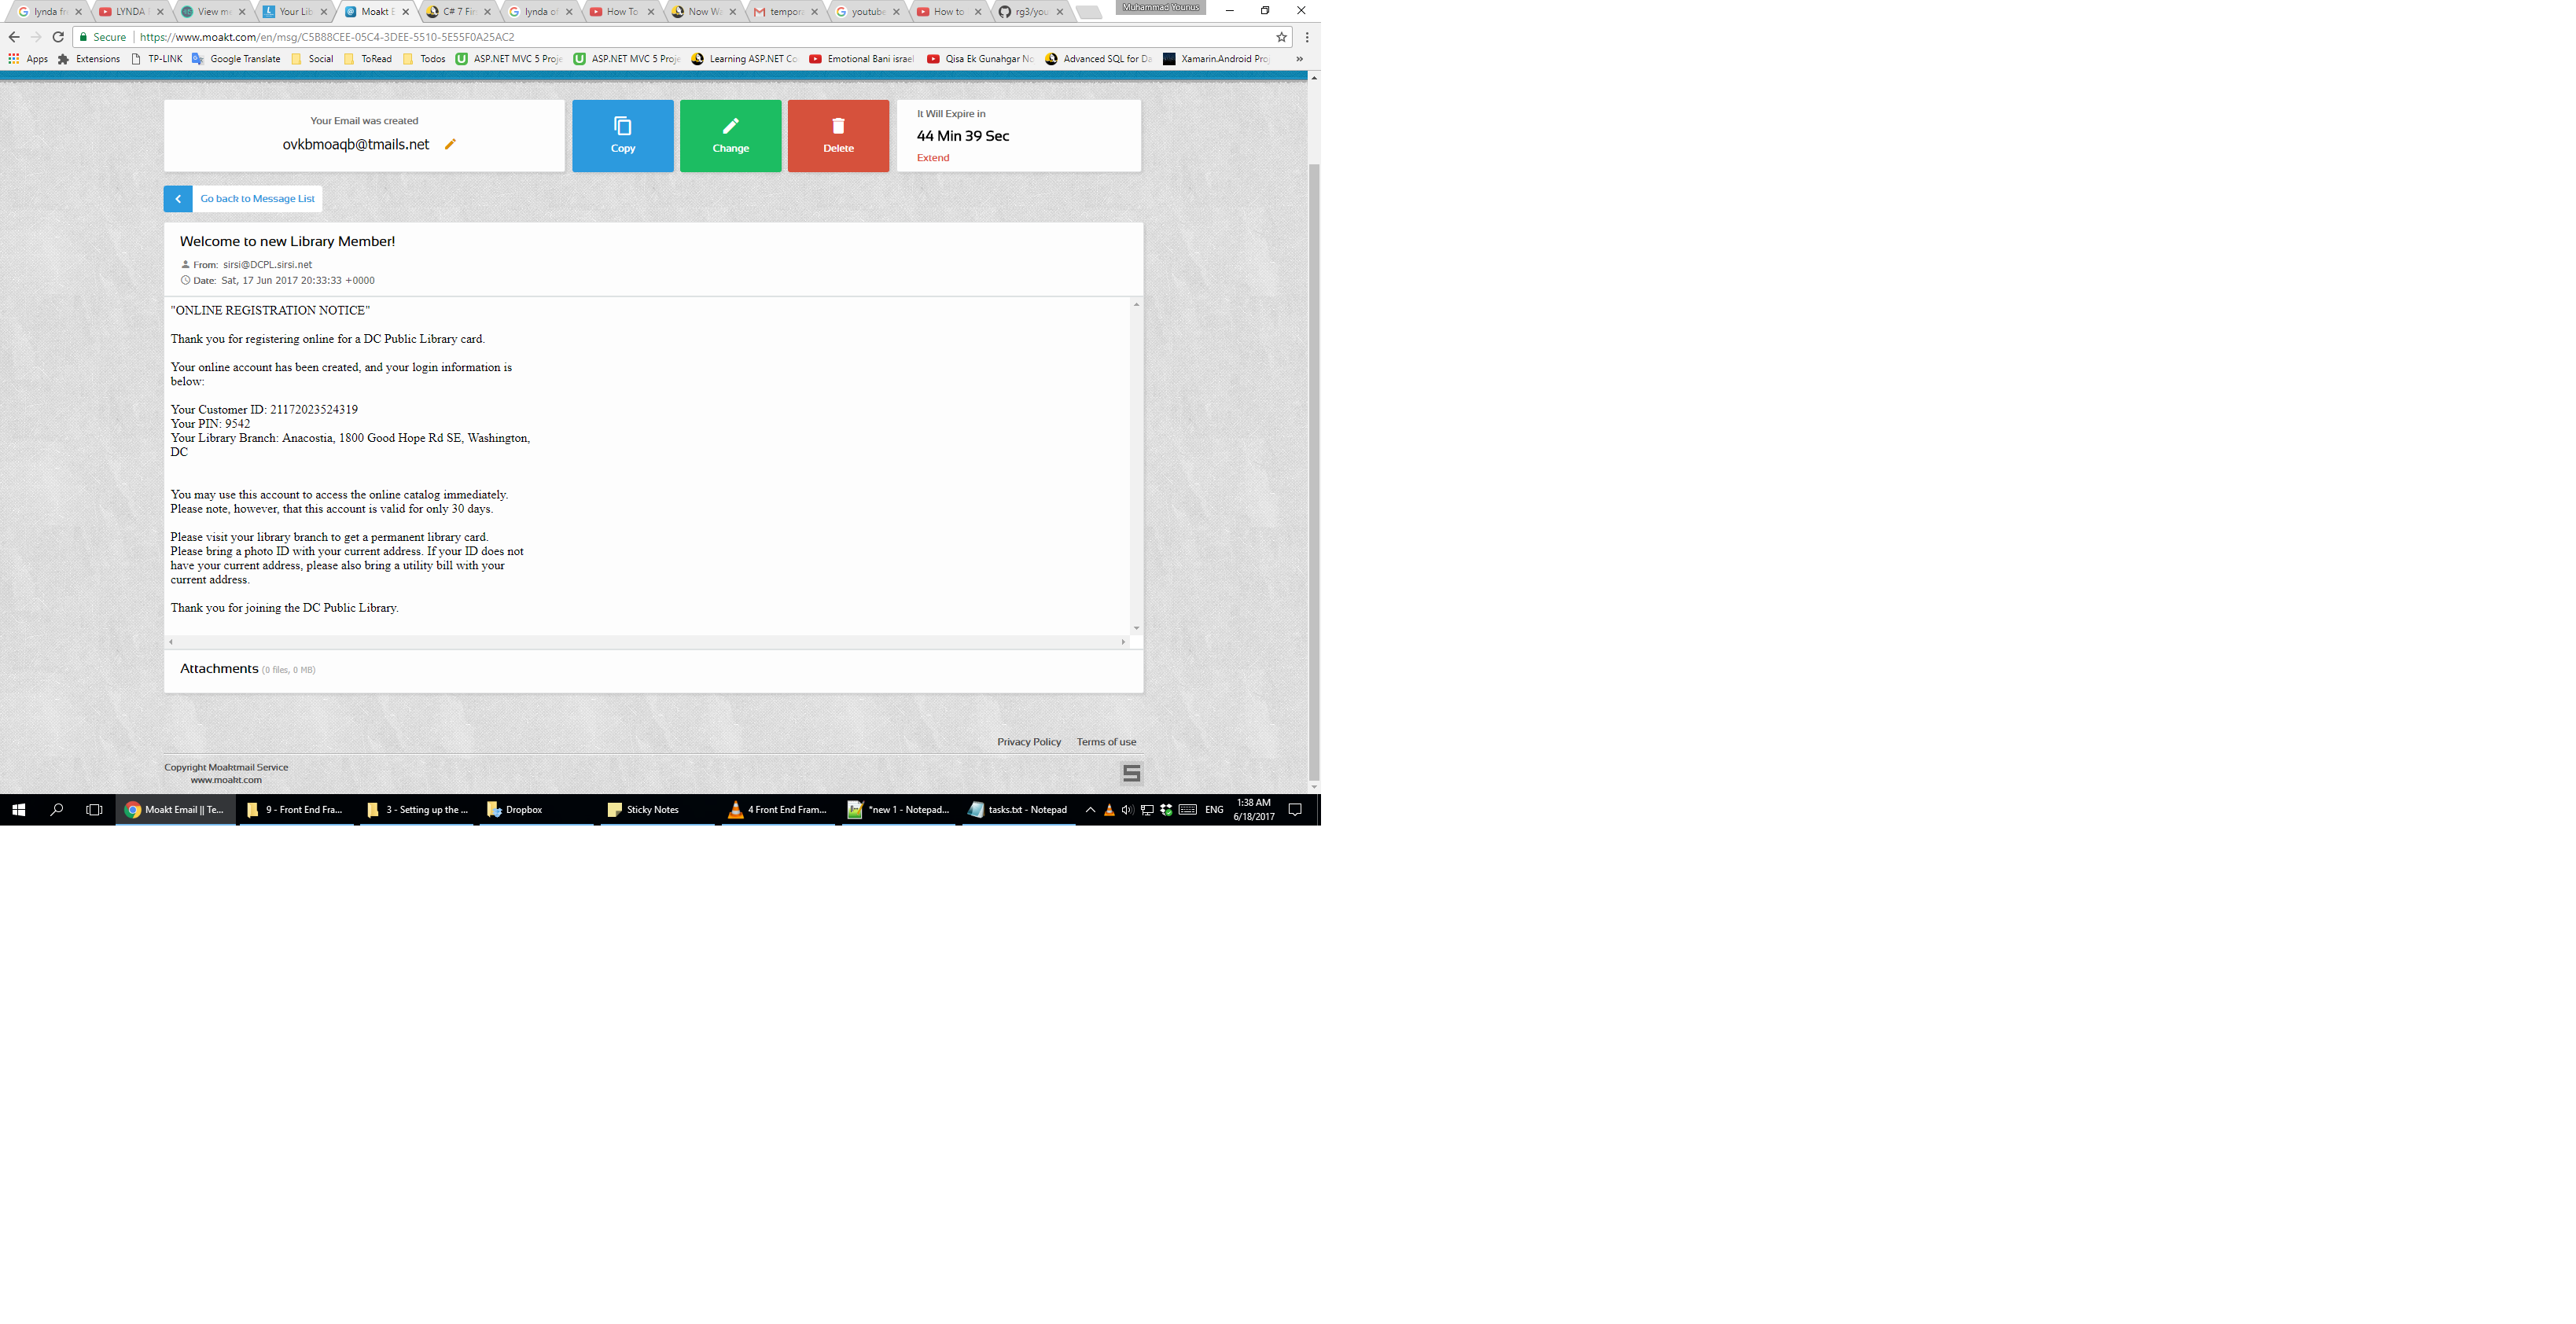 lynda fr
LYNDA
View m
Your Lib
Moakt E
C# 7 Fir
lynda o
How To
Now Wa
tempora
youtube
How to
rg3/you
Muhammad Younus
Secure
https://www.moakt.com/en/msg/C5B88CEE-05C4-3DEE-5510-5E55F0A25AC2
Apps
Extensions
TP-LINK
Google Translate
Social
ToRead
Todos
ASP.NET MVC 5 Proje
ASP.NET MVC 5 Proje
Learning ASP.NET Co
Emotional Bani israel
Qisa Ek Gunahgar No
Advanced SQL for Da
Xamarin.Android Pro
»
Your Email was created
ovkbmoaqb@tmails.net
Copy
Change
Delete
It Will Expire in
44 Min 39 Sec
Extend
Go back to Message List
Welcome to new Library Member!
From: sirsi@DCPL.sirsi.net
Date: Sat, 17 Jun 2017 20:33:33 +0000
"ONLINE REGISTRATION NOTICE"
Thank you for registering online for a DC Public Library card.
Your online account has been created, and your login information is
below:
Your Customer ID: 21172023524319
Your PIN: 9542
Your Library Branch: Anacostia, 1800 Good Hope Rd SE, Washington,
DC
You may use this account to access the online catalog immediately.
Please note, however, that this account is valid for only 30 days.
Please visit your library branch to get a permanent library card.
Please bring a photo ID with your current address. If your ID does not
have your current address, please also bring a utility bill with your
current address.
Thank you for joining the DC Public Library.
Attachments (0 files, 0 MB)
Privacy Policy
Terms of use
Copyright Moaktmail Service
www.moakt.com
Moakt Email || Te...
9 - Front End Fra...
3 - Setting up the ...
Dropbox
Sticky Notes
4 Front End Fram...
*new 1 - Notepad...
tasks.txt - Notepad
ENG
1:38 AM
6/18/2017